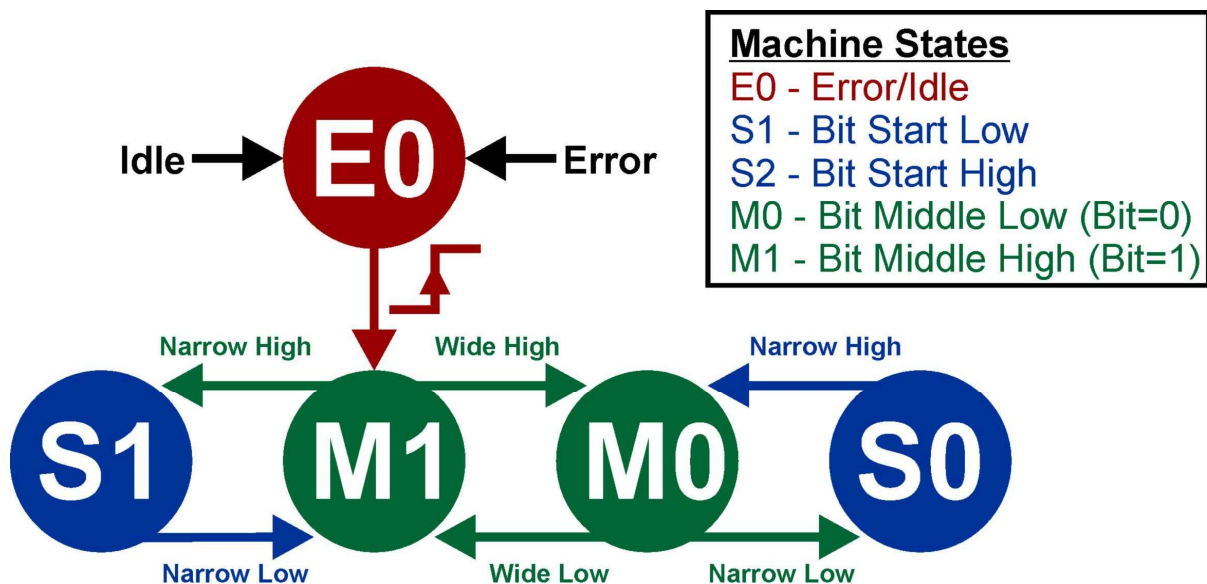 Machine States
E0 - Error/Idle
S1 - Bit Start Low
S2 - Bit Start High
M0 - Bit Middle Low (Bit=0)
M1 - Bit Middle High (Bit=1)
Idle
E0
Error
Narrow High
Wide High
Narrow High
S1
M1
M0
S0
Narrow Low
Wide Low
Narrow Low